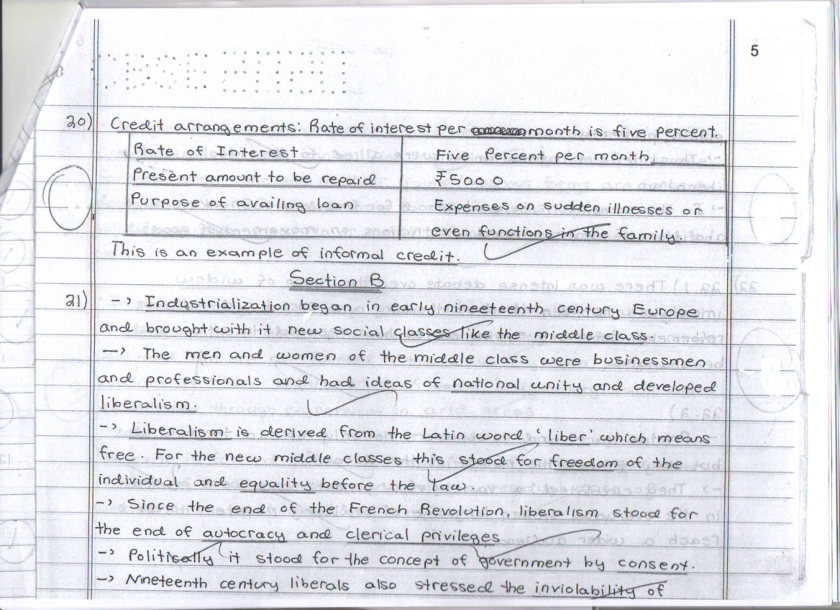 5
20) Credit arrangements: Rate of interest per month is five percent.
Rate of Interest Five Percent per month,
Present amount to be repaid ₹5000
Purpose of availing loan Expenses on sudden illnesses or
even functions in the family.
This is an example of informal credit.
Section B
21) -> Industrialization began in early nineteenth century Europe
and brought with it new social classes like the middle class.
-> The men and women of the middle class were businessmen
and professionals and had ideas of national unity and developed
liberalism.
-> Liberalism is derived from the Latin word 'liber' which means
free. For the new middle classes this stood for freedom of the
individual and equality before the law.
-> Since the end of the French Revolution, liberalism stood for
the end of autocracy and clerical privileges
-> Politically it stood for the concept of government by consent.
-> Nineteenth century liberals also stressed the inviolability of